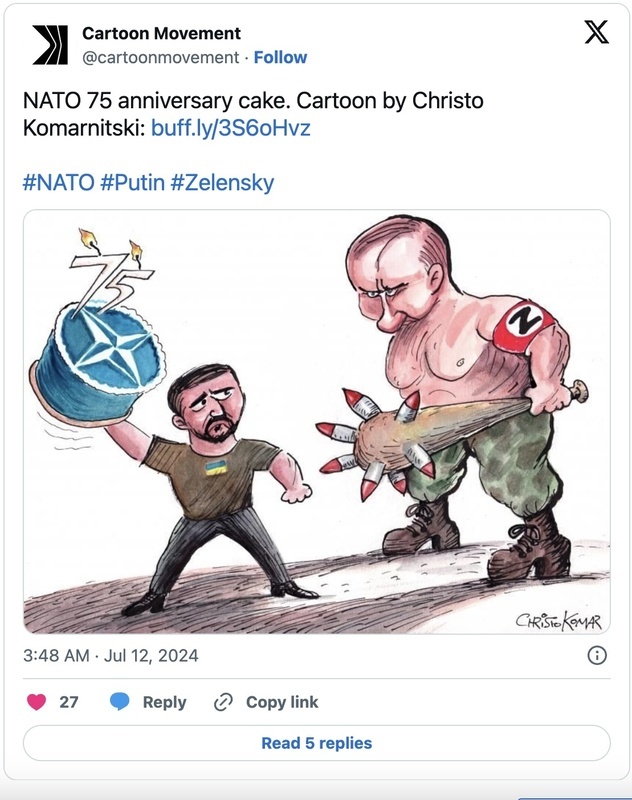 Cartoon Movement
@cartoonmovement · Follow
NATO 75 anniversary cake. Cartoon by Christo
Komarnitski: buff.ly/3S6oHvz
#NATO #Putin #Zelensky
75
N
CHRISTO KOMAR
3:48 AM · Jul 12, 2024
27 Reply Copy link
Read 5 replies